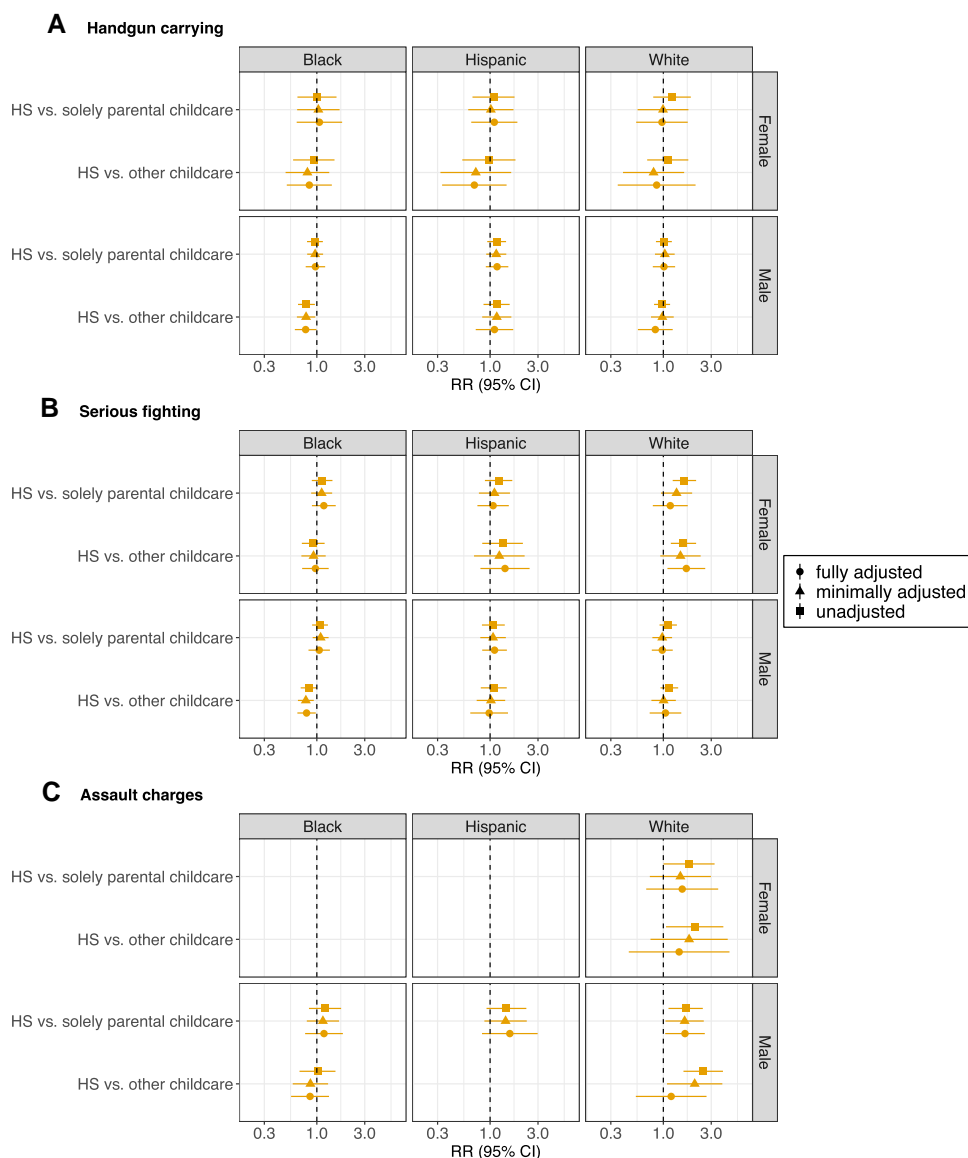 A Handgun carrying
Black Hispanic White
HS vs. solely parental childcare
HS vs. other childcare
Female
HS vs. solely parental childcare
HS vs. other childcare
Male
0.3 1.0 3.0 0.3 1.0 3.0 0.3 1.0 3.0
RR (95% CI)
B Serious fighting
Black Hispanic White
HS vs. solely parental childcare
HS vs. other childcare
Female
HS vs. solely parental childcare
HS vs. other childcare
Male
0.3 1.0 3.0 0.3 1.0 3.0 0.3 1.0 3.0
RR (95% CI)
fully adjusted
minimally adjusted
unadjusted
C Assault charges
Black Hispanic White
HS vs. solely parental childcare
HS vs. other childcare
Female
HS vs. solely parental childcare
HS vs. other childcare
Male
0.3 1.0 3.0 0.3 1.0 3.0 0.3 1.0 3.0
RR (95% CI)